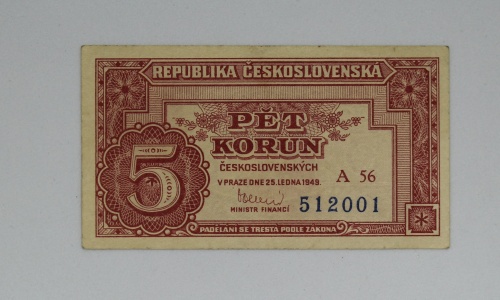 REPUBLIKA ČESKOSLOVENSKÁ
PĚT
KORUN
ČESKOSLOVENSKÝCH
V PRAZE DNE 25. LEDNA 1949.
A 56
MINISTR FINANCÍ
512001
5
PADĚLÁNÍ SE TRESTÁ PODLE ZÁKONA